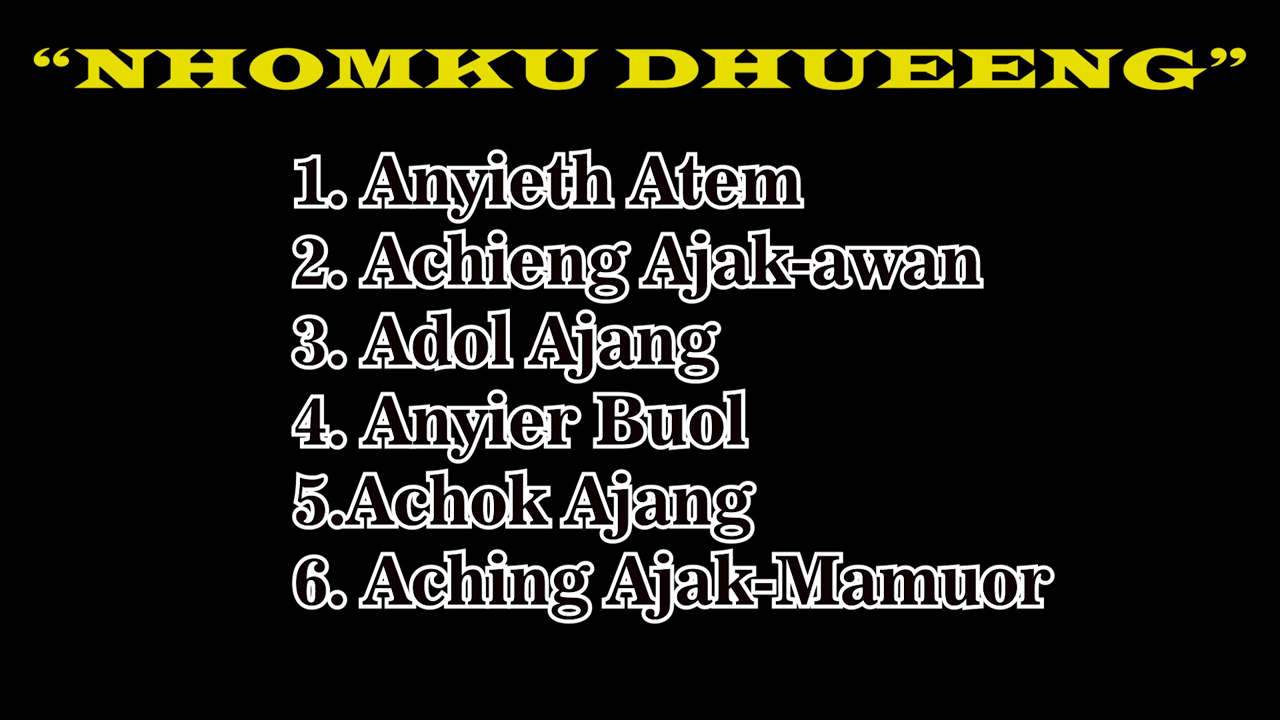 “NHOMKU DHUEENG”
1. Anyieth Atem
2. Achieng Ajak-awan
3. Adol Ajang
4. Anyier Buol
5.Achok Ajang
6. Aching Ajak-Mamuor